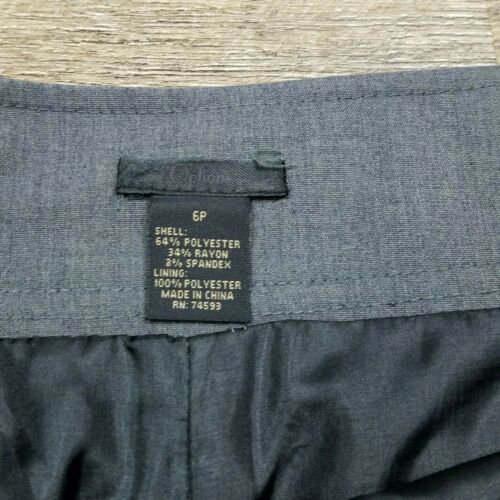 6P
SHELL:
64% POLYESTER
34% RAYON
2% SPANDEX
LINING:
100% POLYESTER
MADE IN CHINA
RN: 74593